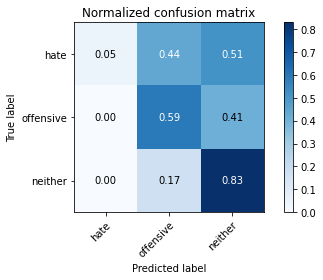 Normalized confusion matrix
True label
hate 0.05 0.44 0.51
offensive 0.00 0.59 0.41
neither 0.00 0.17 0.83
hate offensive neither
Predicted label
0.8
0.7
0.6
0.5
0.4
0.3
0.2
0.1
0.0